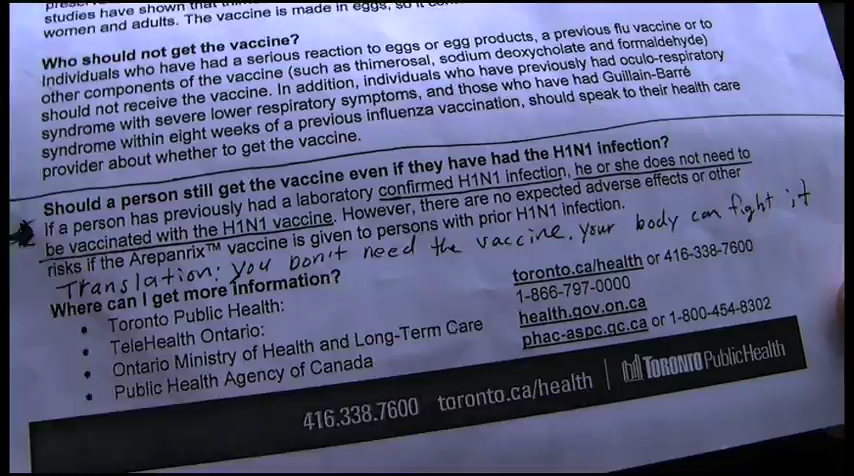 studies have shown that
women and adults. The vaccine is made in eggs, so it
Who should not get the vaccine?
Individuals who have had a serious reaction to eggs or egg products, a previous flu vaccine or to
other components of the vaccine (such as thimerosal, sodium deoxycholate and formaldehyde)
should not receive the vaccine. In addition, individuals who have previously had oculo-respiratory
syndrome with severe lower respiratory symptoms, and those who have had Guillain-Barré
syndrome within eight weeks of a previous influenza vaccination, should speak to their health care
provider about whether to get the vaccine.
Should a person still get the vaccine even if they have had the H1N1 infection?
If a person has previously had a laboratory confirmed H1N1 infection, he or she does not need to
be vaccinated with the H1N1 vaccine. However, there are no expected adverse effects or other
risks if the Arepanrix™ vaccine is given to persons with prior H1N1 infection.
Translation: You Don't need the vaccine. Your body can fight it
Where can I get more information?
• Toronto Public Health: toronto.ca/health or 416-338-7600
• TeleHealth Ontario: 1-866-797-0000
• Ontario Ministry of Health and Long-Term Care health.gov.on.ca
• Public Health Agency of Canada phac-aspc.gc.ca or 1-800-454-8302
416.338.7600 toronto.ca/health | TORONTO Public Health